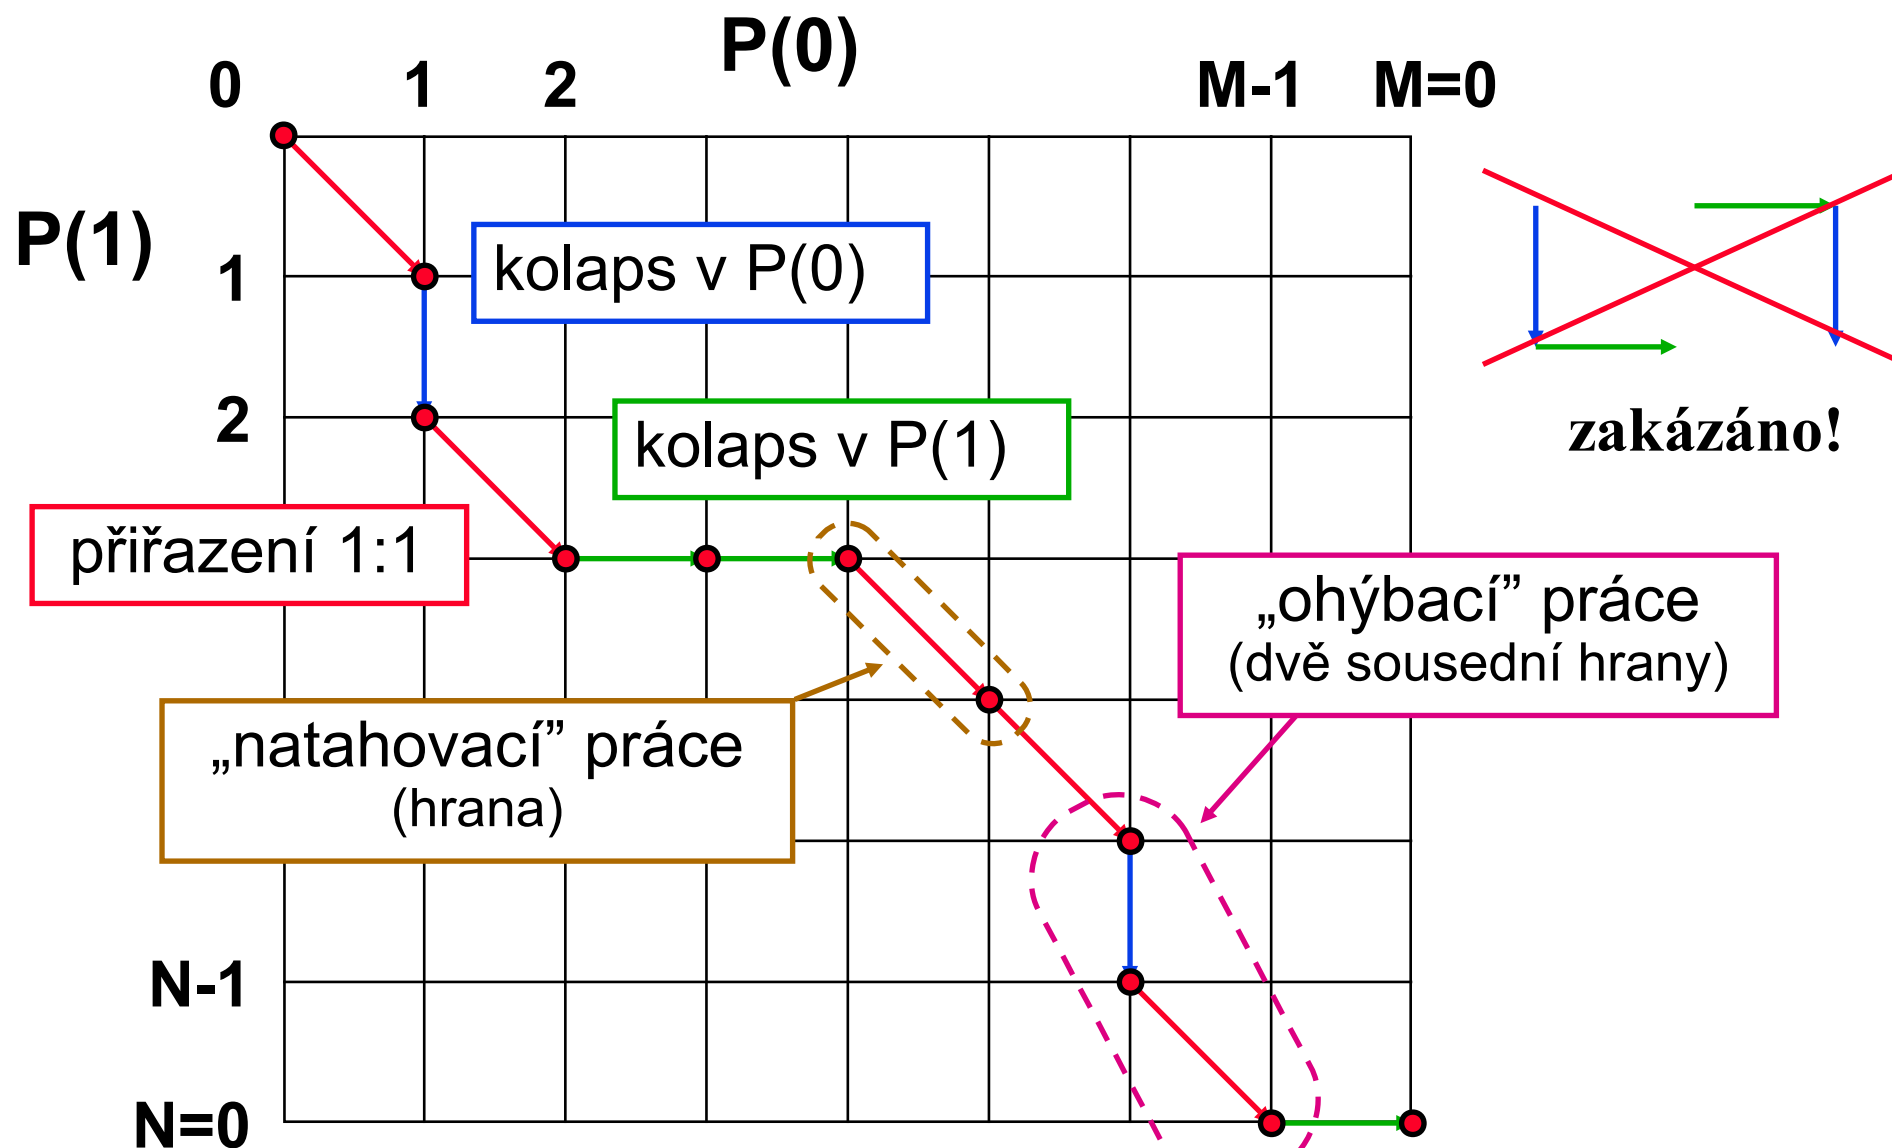 P(0)
0 1 2 M-1 M=0
P(1)
1
kolaps v P(0)
2
kolaps v P(1)
zakázáno!
přiřazení 1:1
„ohýbací” práce
(dvě sousední hrany)
„natahovací” práce
(hrana)
N-1
N=0